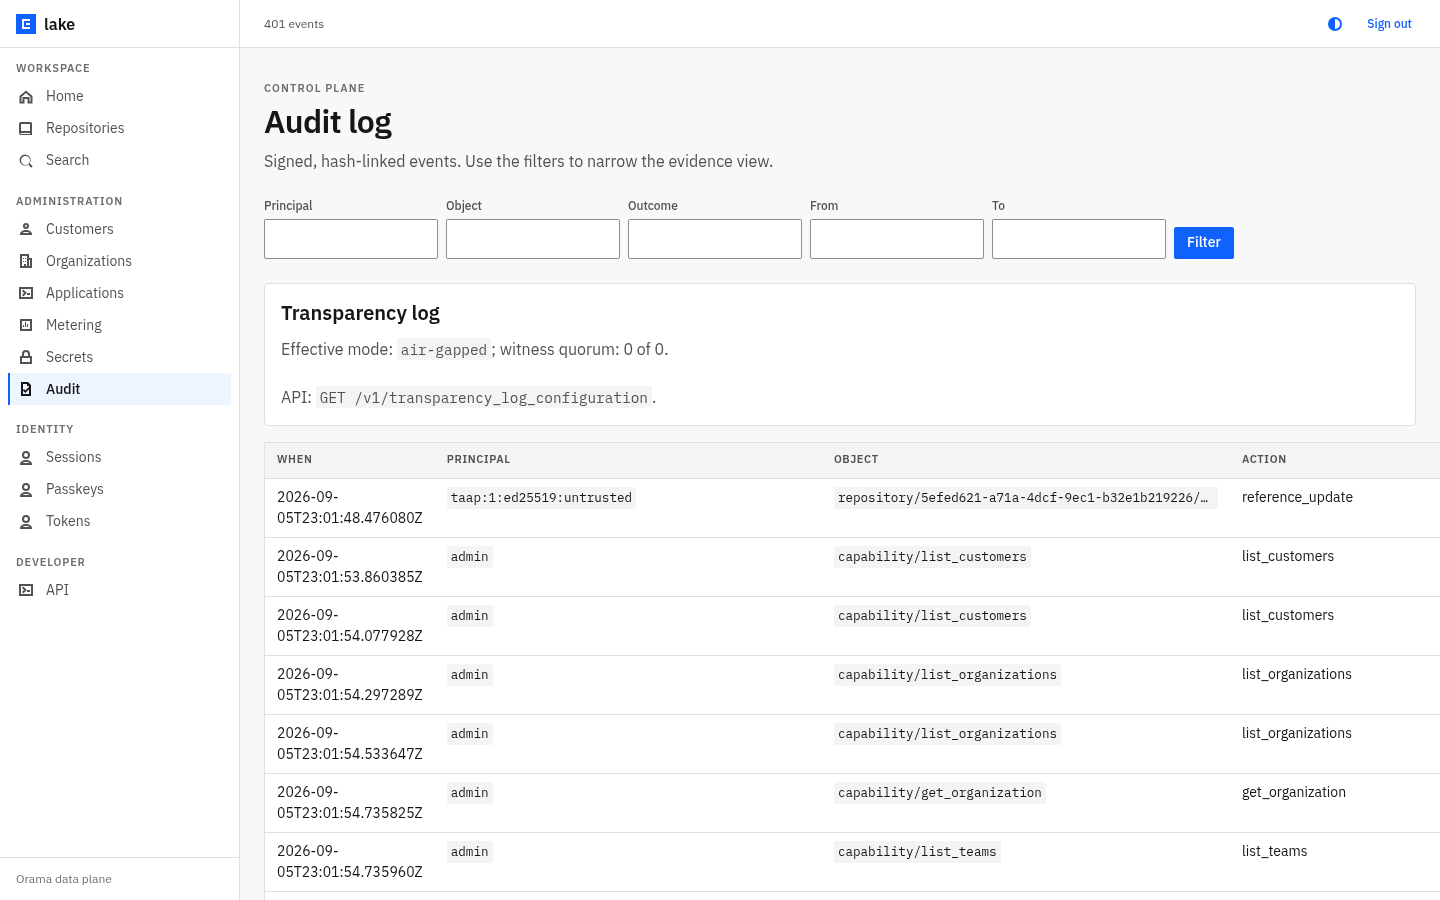 lake
401 events
Sign out
WORKSPACE
Home
Repositories
Search
ADMINISTRATION
Customers
Organizations
Applications
Metering
Secrets
Audit
IDENTITY
Sessions
Passkeys
Tokens
DEVELOPER
API
Orama data plane
CONTROL PLANE
Audit log
Signed, hash-linked events. Use the filters to narrow the evidence view.
Principal Object Outcome From To
Filter
Transparency log
Effective mode: air-gapped; witness quorum: 0 of 0.
API: GET /v1/transparency_log_configuration.
WHEN PRINCIPAL OBJECT ACTION
2026-09-
05T23:01:48.476080Z taap:1:ed25519:untrusted repository/5efed621-a71a-4dcf-9ec1-b32e1b219226/… reference_update
2026-09-
05T23:01:53.860385Z admin capability/list_customers list_customers
2026-09-
05T23:01:54.077928Z admin capability/list_customers list_customers
2026-09-
05T23:01:54.297289Z admin capability/list_organizations list_organizations
2026-09-
05T23:01:54.533647Z admin capability/list_organizations list_organizations
2026-09-
05T23:01:54.735825Z admin capability/get_organization get_organization
2026-09-
05T23:01:54.735960Z admin capability/list_teams list_teams